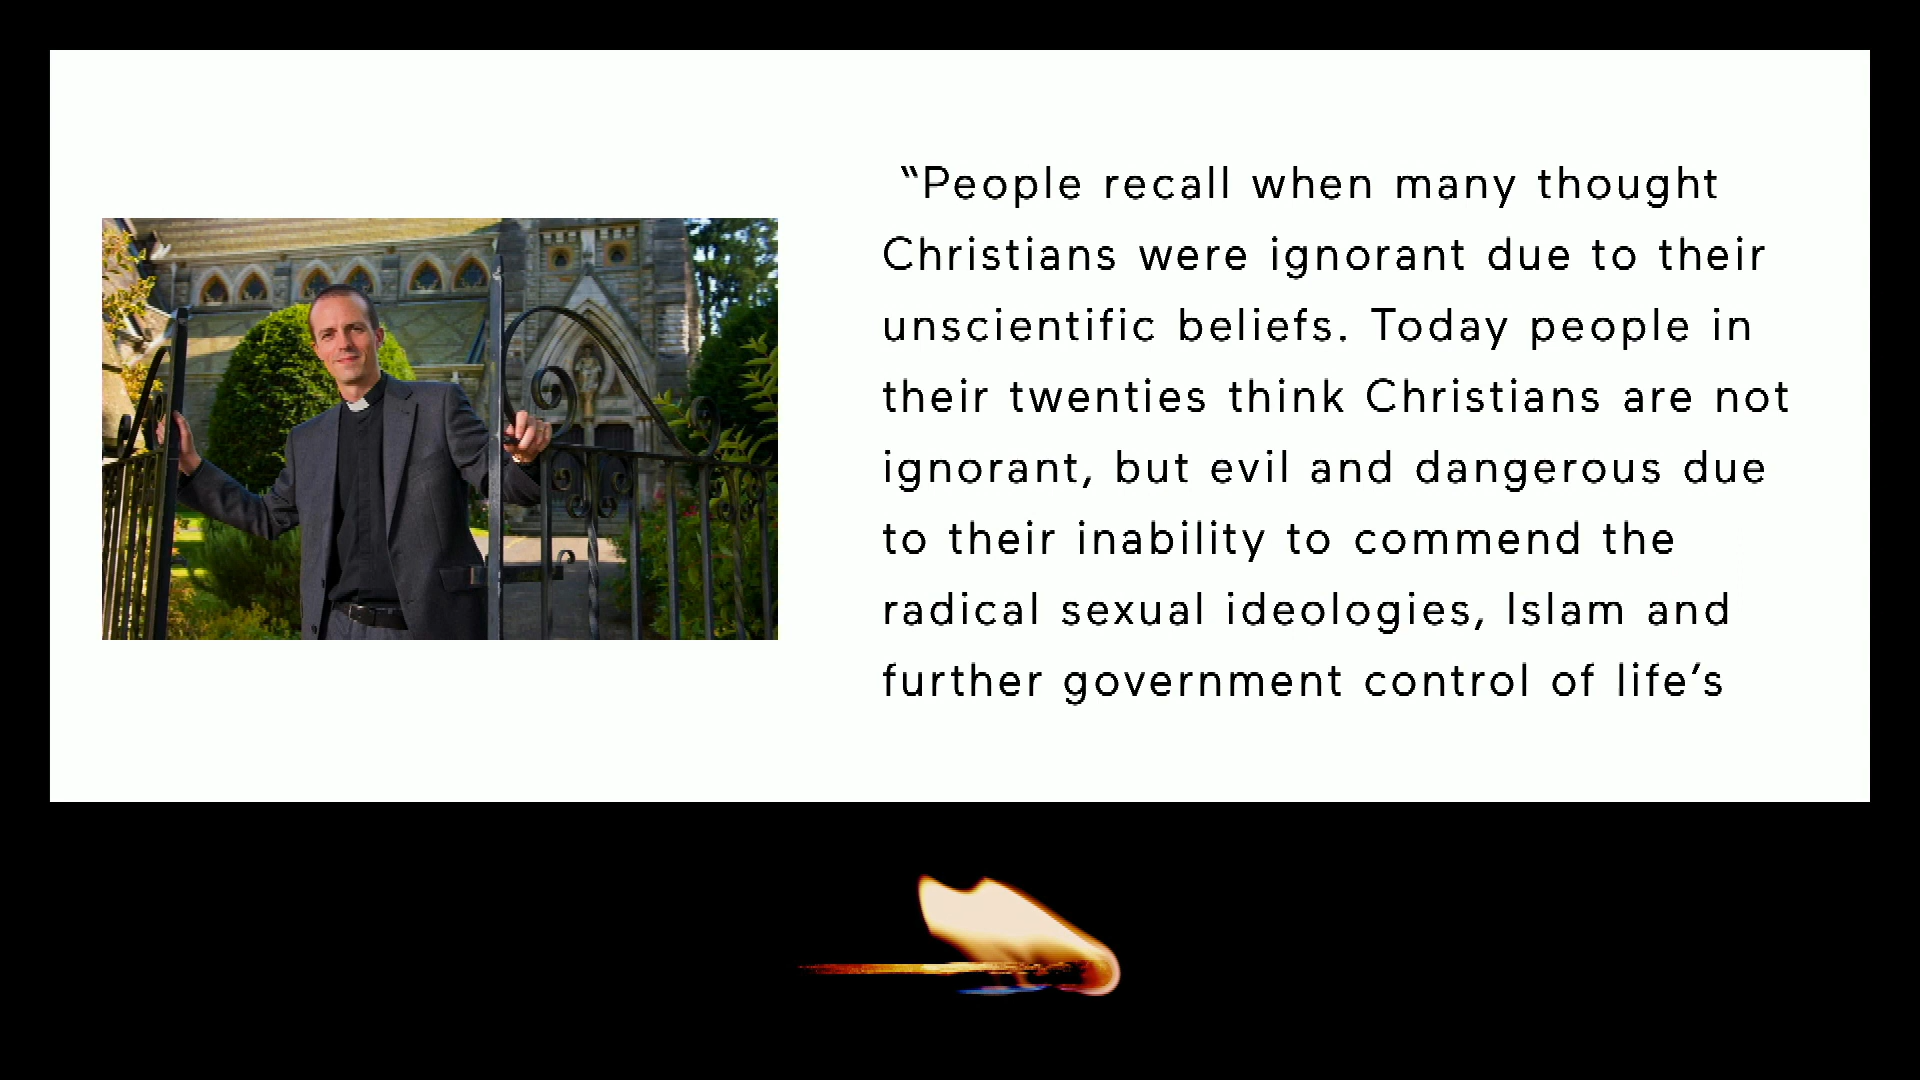 “People recall when many thought
Christians were ignorant due to their
unscientific beliefs. Today people in
their twenties think Christians are not
ignorant, but evil and dangerous due
to their inability to commend the
radical sexual ideologies, Islam and
further government control of life’s